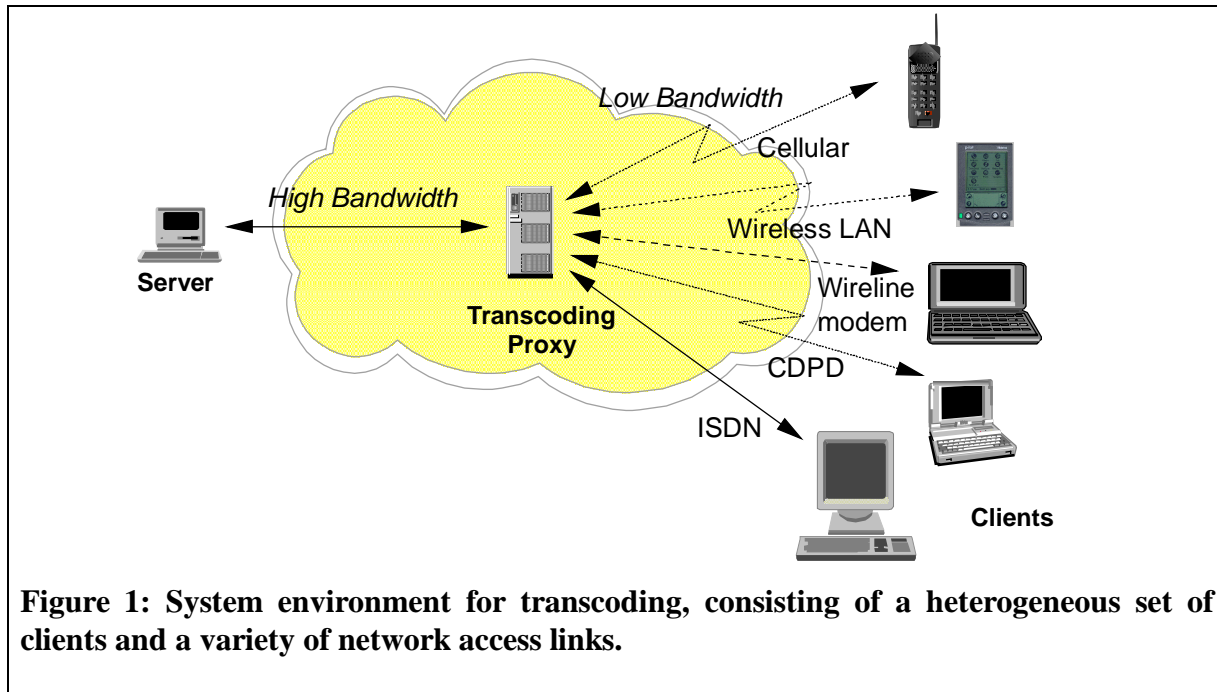 Low Bandwidth
Cellular
High Bandwidth
Wireless LAN
Server
Wireline
modem
Transcoding
Proxy
CDPD
ISDN
Clients
Figure 1: System environment for transcoding, consisting of a heterogeneous set of
clients and a variety of network access links.